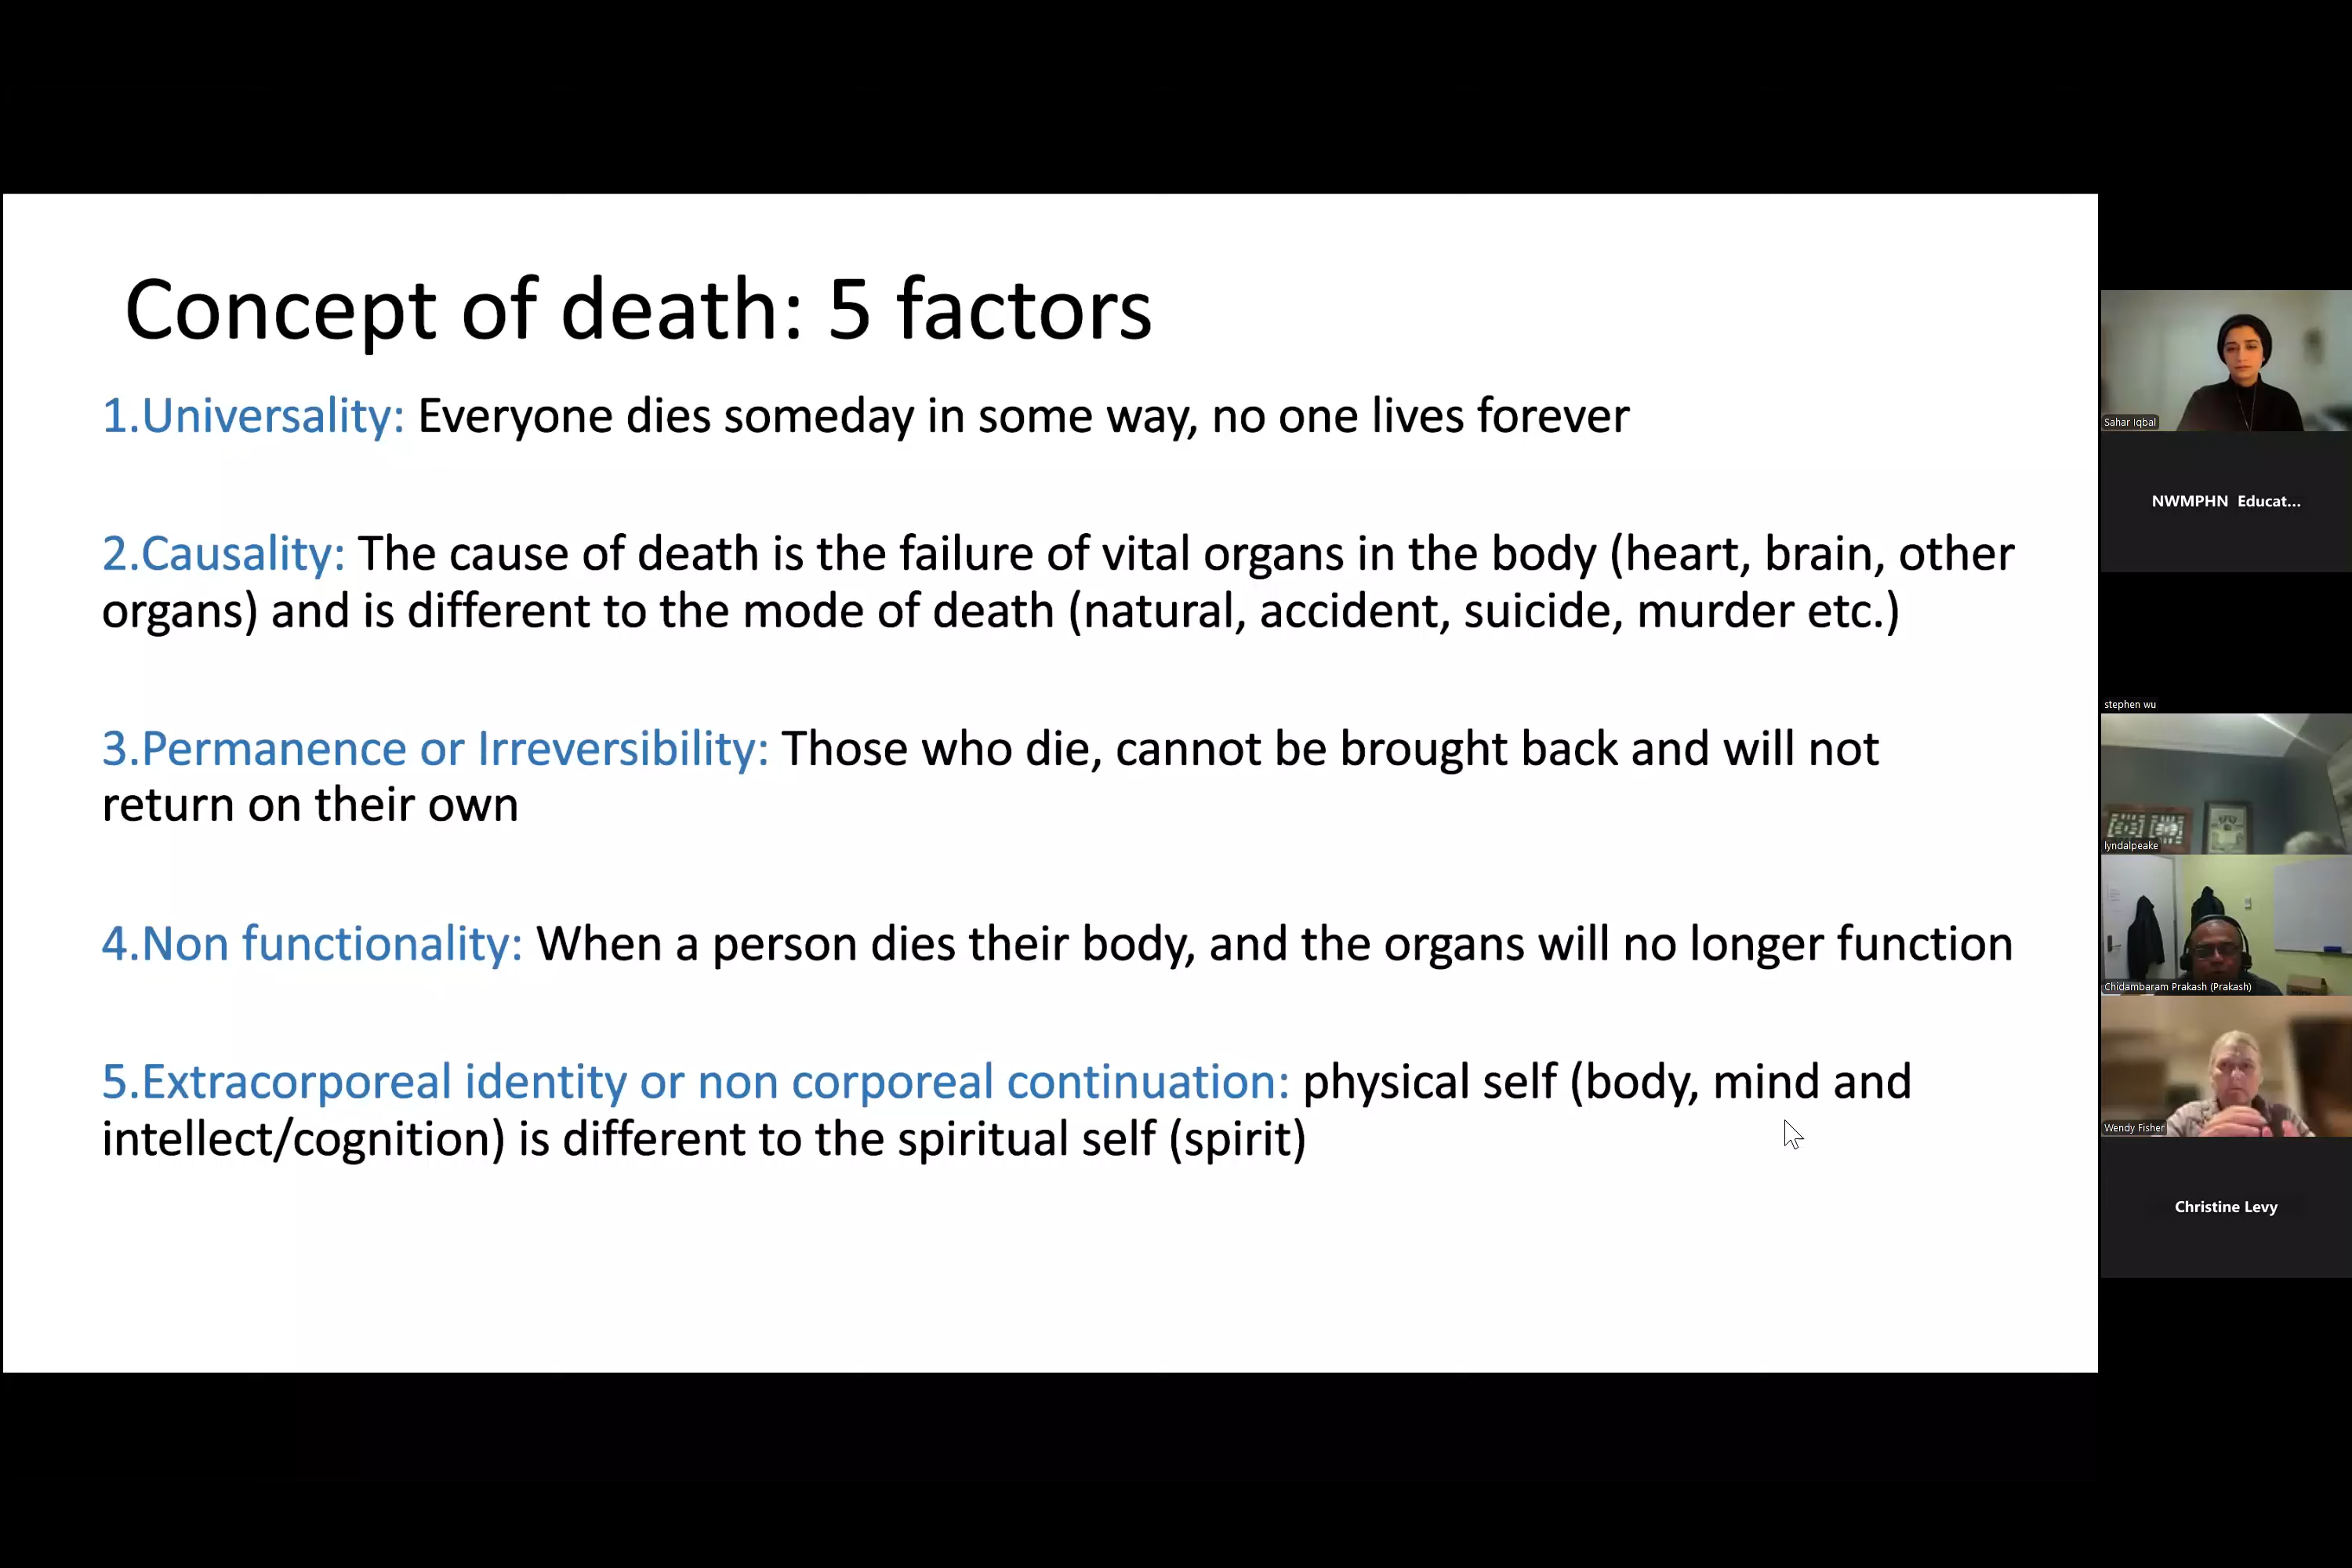 Concept of death: 5 factors
1.Universality: Everyone dies someday in some way, no one lives forever
2.Causality: The cause of death is the failure of vital organs in the body (heart, brain, other
organs) and is different to the mode of death (natural, accident, suicide, murder etc.)
3.Permanence or Irreversibility: Those who die, cannot be brought back and will not
return on their own
4.Non functionality: When a person dies their body, and the organs will no longer function
5.Extracorporeal identity or non corporeal continuation: physical self (body, mind and
intellect/cognition) is different to the spiritual self (spirit)
Sahar Iqbal
NWMPHN Educat...
stephen wu
lyndalpeake
Chidambaram Prakash (Prakash)
Wendy Fisher
Christine Levy